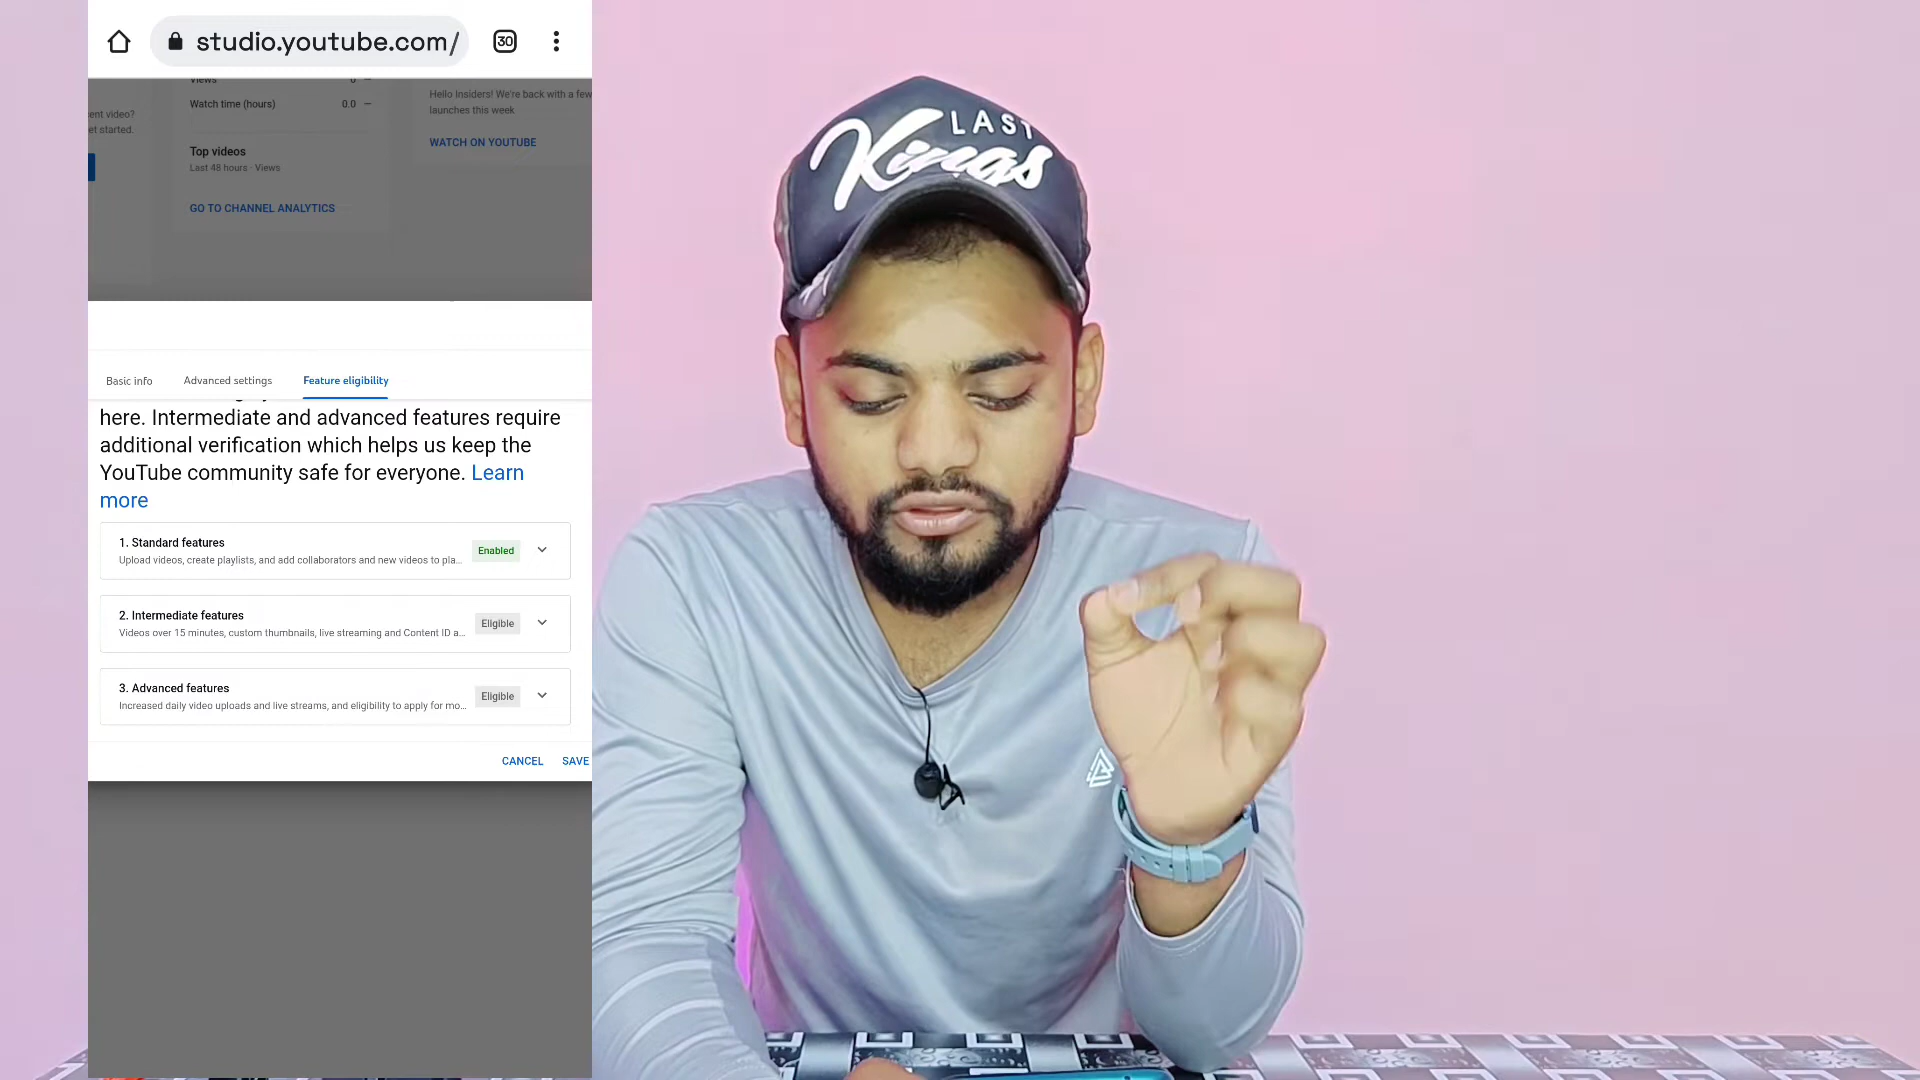 studio.youtube.com/
30
Views 0 –
Watch time (hours) 0.0 –
Top videos
Last 48 hours · Views
GO TO CHANNEL ANALYTICS
ent video?
et started.
Hello Insiders! We're back with a few
launches this week
WATCH ON YOUTUBE
Basic info Advanced settings Feature eligibility
here. Intermediate and advanced features require
additional verification which helps us keep the
YouTube community safe for everyone. Learn
more
1. Standard features
Upload videos, create playlists, and add collaborators and new videos to pla...
Enabled
2. Intermediate features
Videos over 15 minutes, custom thumbnails, live streaming and Content ID a...
Eligible
3. Advanced features
Increased daily video uploads and live streams, and eligibility to apply for mo...
Eligible
CANCEL SAVE
LAST
Kings